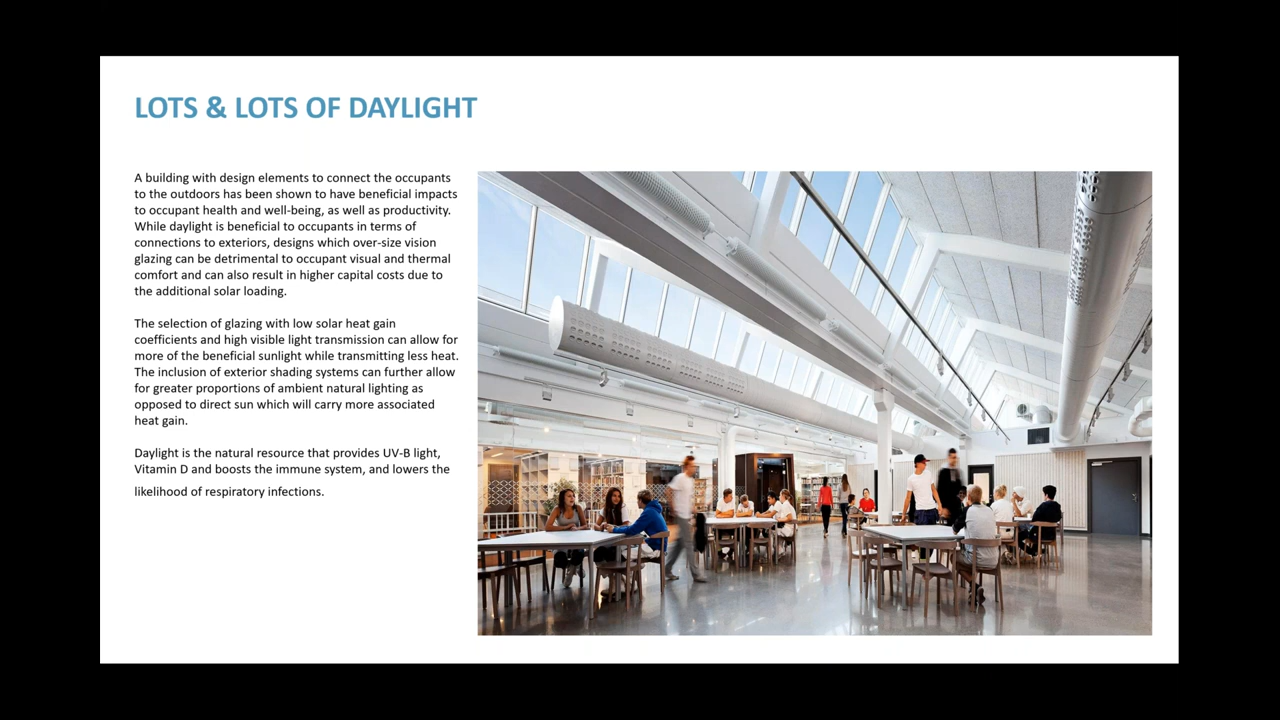 LOTS & LOTS OF DAYLIGHT
A building with design elements to connect the occupants
to the outdoors has been shown to have beneficial impacts
to occupant health and well-being, as well as productivity.
While daylight is beneficial to occupants in terms of
connections to exteriors, designs which over-size vision
glazing can be detrimental to occupant visual and thermal
comfort and can also result in higher capital costs due to
the additional solar loading.
The selection of glazing with low solar heat gain
coefficients and high visible light transmission can allow for
more of the beneficial sunlight while transmitting less heat.
The inclusion of exterior shading systems can further allow
for greater proportions of ambient natural lighting as
opposed to direct sun which will carry more associated
heat gain.
Daylight is the natural resource that provides UV-B light,
Vitamin D and boosts the immune system, and lowers the
likelihood of respiratory infections.